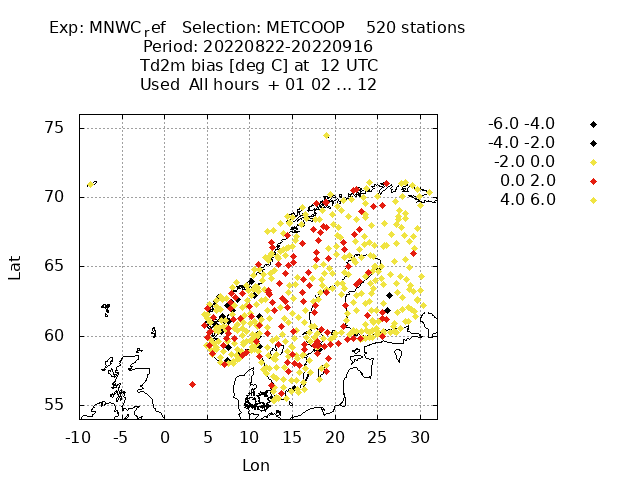 Exp: MNWCref   Selection: METCOOP    520 stations
Period: 20220822-20220916
Td2m bias [deg C] at  12 UTC
Used  All hours  + 01 02 ... 12
-6.0 -4.0
-4.0 -2.0
-2.0 0.0
0.0 2.0
4.0 6.0
75
70
65
60
55
Lat
-10 -5 0 5 10 15 20 25 30
Lon